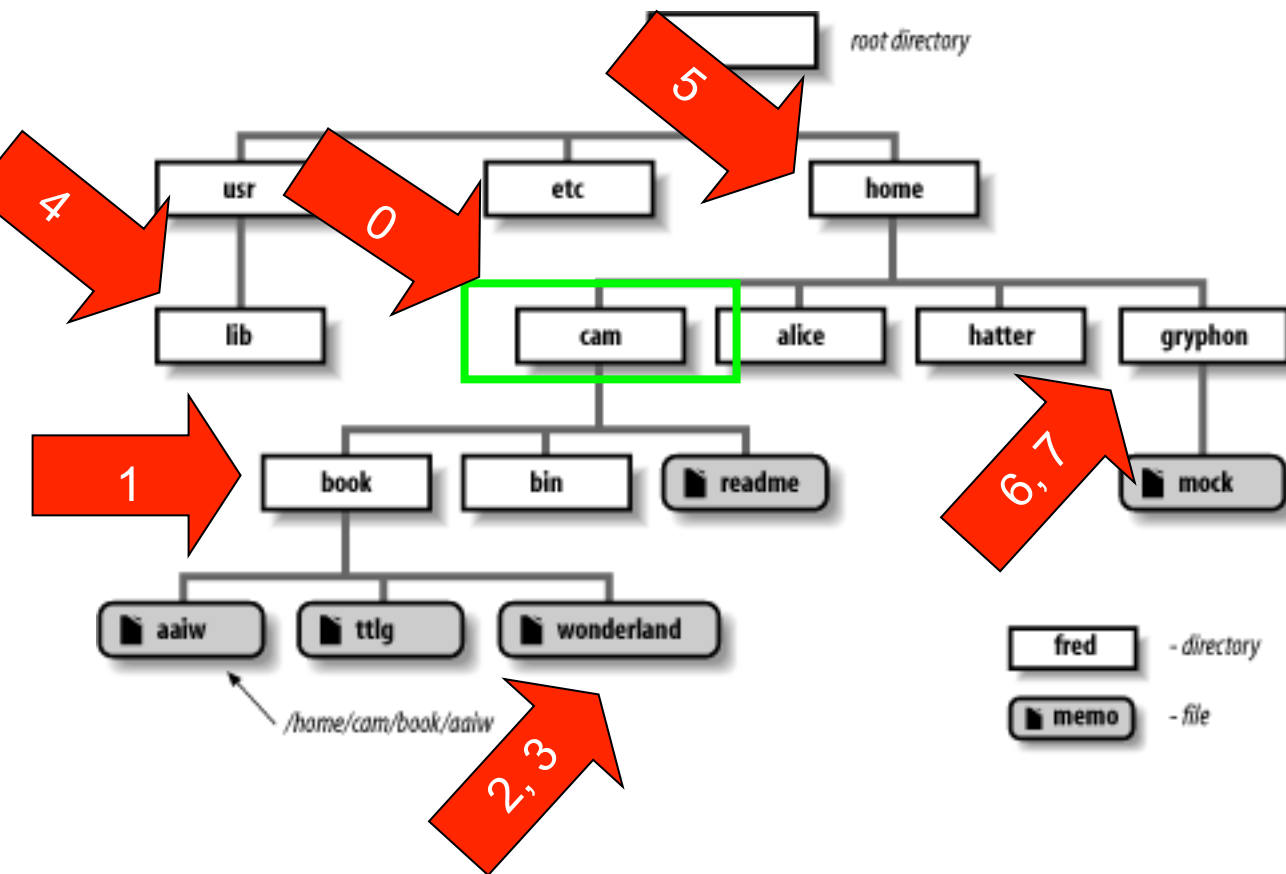 root directory
5
4
usr
0
etc
home
lib
cam
alice
hatter
gryphon
1
book
bin
readme
6, 7
mock
aaiw
ttlg
wonderland
fred
- directory
/home/cam/book/aaiw
memo
- file
2, 3